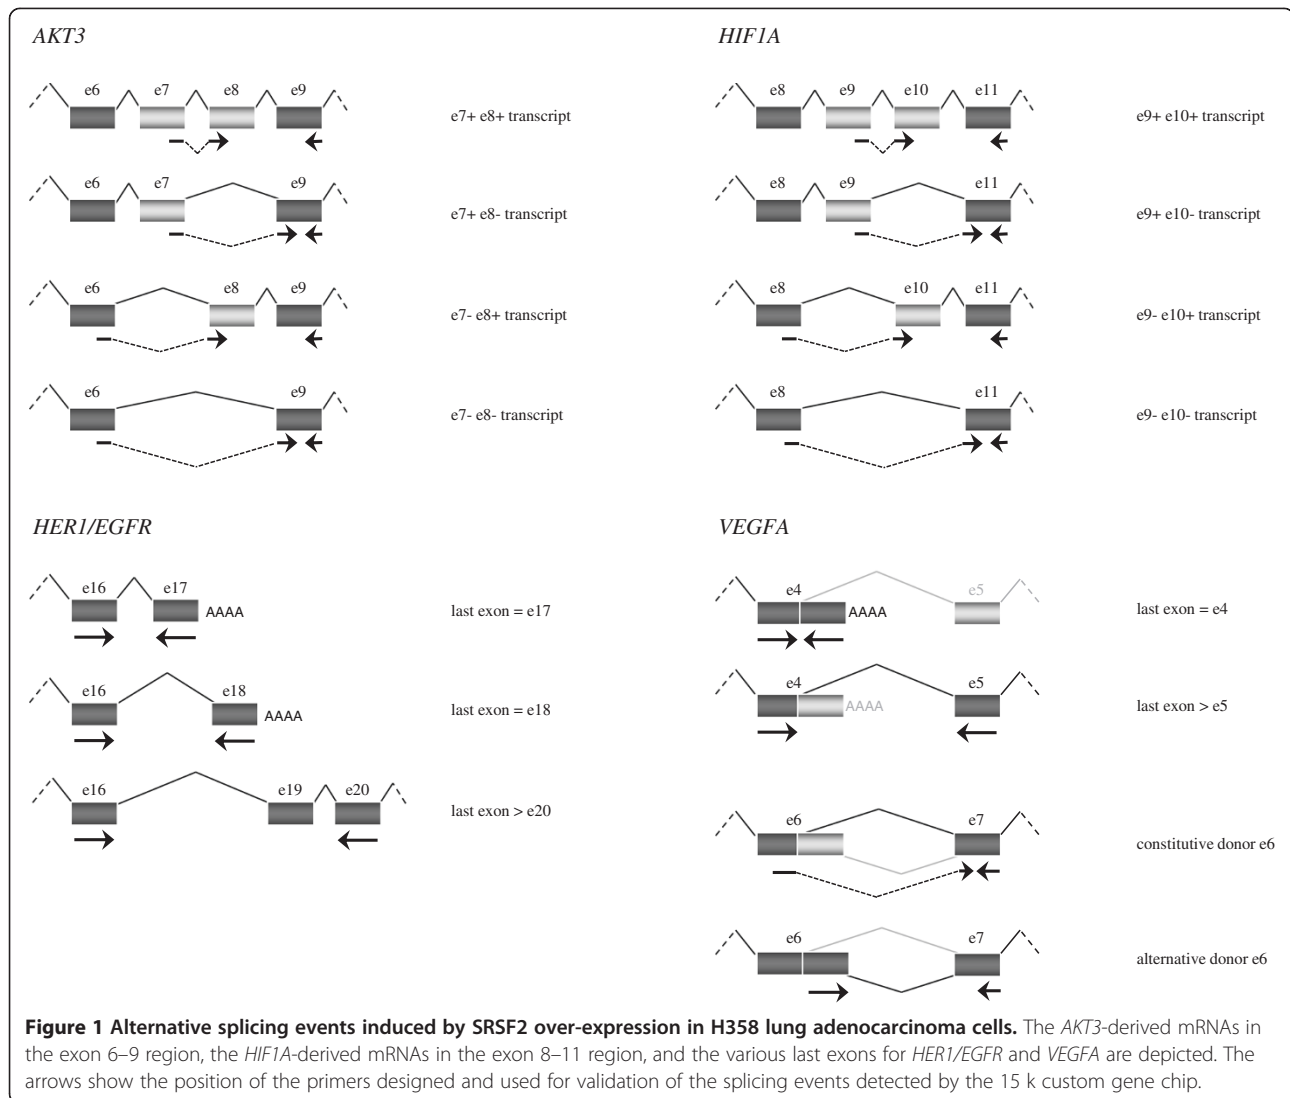 AKT3
e6 e7 e8 e9
e7+ e8+ transcript
e6 e7 e9
e7+ e8- transcript
e6 e8 e9
e7- e8+ transcript
e6 e9
e7- e8- transcript
HIF1A
e8 e9 e10 e11
e9+ e10+ transcript
e8 e9 e11
e9+ e10- transcript
e8 e10 e11
e9- e10+ transcript
e8 e11
e9- e10- transcript
HER1/EGFR
e16 e17
AAAA
last exon = e17
e16 e18
AAAA
last exon = e18
e16 e19 e20
last exon > e20
VEGFA
e4 e5
AAAA
last exon = e4
e4 e5
AAAA
last exon > e5
e6 e7
constitutive donor e6
e6 e7
alternative donor e6
Figure 1 Alternative splicing events induced by SRSF2 over-expression in H358 lung adenocarcinoma cells. The AKT3-derived mRNAs in
the exon 6–9 region, the HIF1A-derived mRNAs in the exon 8–11 region, and the various last exons for HER1/EGFR and VEGFA are depicted. The
arrows show the position of the primers designed and used for validation of the splicing events detected by the 15 k custom gene chip.